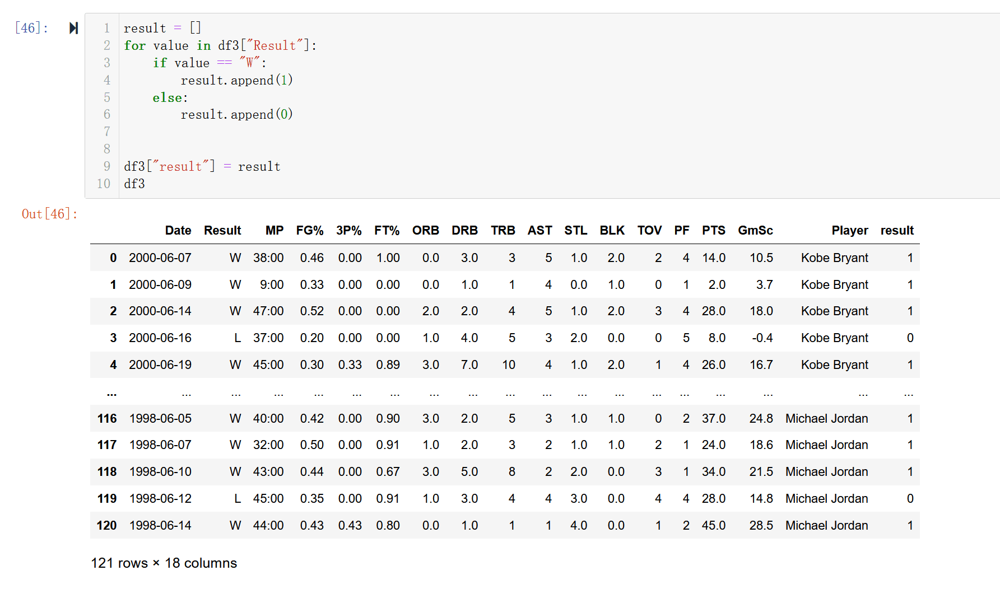 [46]:
1 result = []
2 for value in df3["Result"]:
3 if value == "W":
4 result.append(1)
5 else:
6 result.append(0)
7
8
9 df3["result"] = result
10 df3
Out[46]:
Date Result MP FG% 3P% FT% ORB DRB TRB AST STL BLK TOV PF PTS GmSc Player result
0 2000-06-07 W 38:00 0.46 0.00 1.00 0.0 3.0 3 5 1.0 2.0 2 4 14.0 10.5 Kobe Bryant 1
1 2000-06-09 W 9:00 0.33 0.00 0.00 0.0 1.0 1 4 0.0 1.0 0 1 2.0 3.7 Kobe Bryant 1
2 2000-06-14 W 47:00 0.52 0.00 0.00 2.0 2.0 4 5 1.0 2.0 3 4 28.0 18.0 Kobe Bryant 1
3 2000-06-16 L 37:00 0.20 0.00 0.00 1.0 4.0 5 3 2.0 0.0 0 5 8.0 -0.4 Kobe Bryant 0
4 2000-06-19 W 45:00 0.30 0.33 0.89 3.0 7.0 10 4 1.0 2.0 1 4 26.0 16.7 Kobe Bryant 1
... ... ... ... ... ... ... ... ... ... ... ... ... ... ... ... ... ... ...
116 1998-06-05 W 40:00 0.42 0.00 0.90 3.0 2.0 5 3 1.0 1.0 0 2 37.0 24.8 Michael Jordan 1
117 1998-06-07 W 32:00 0.50 0.00 0.91 1.0 2.0 3 2 1.0 1.0 2 1 24.0 18.6 Michael Jordan 1
118 1998-06-10 W 43:00 0.44 0.00 0.67 3.0 5.0 8 2 2.0 0.0 3 1 34.0 21.5 Michael Jordan 1
119 1998-06-12 L 45:00 0.35 0.00 0.91 1.0 3.0 4 4 3.0 0.0 4 4 28.0 14.8 Michael Jordan 0
120 1998-06-14 W 44:00 0.43 0.43 0.80 0.0 1.0 1 1 4.0 0.0 1 2 45.0 28.5 Michael Jordan 1
121 rows × 18 columns